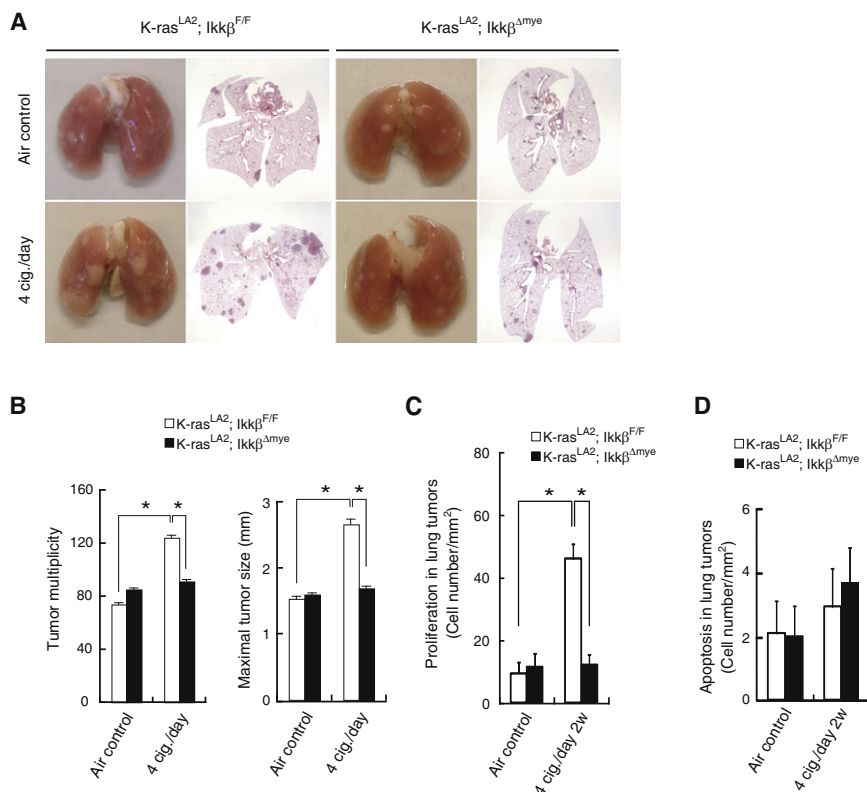 A
K-ras^LA2; Ikkβ^F/F
K-ras^LA2; Ikkβ^Δmye
Air control
4 cig./day
B
K-ras^LA2; Ikkβ^F/F
K-ras^LA2; Ikkβ^Δmye
Tumor multiplicity
160
120
80
40
0
* *
Air control
4 cig./day
Maximal tumor size (mm)
3
2
1
0
* *
Air control
4 cig./day
C
K-ras^LA2; Ikkβ^F/F
K-ras^LA2; Ikkβ^Δmye
Proliferation in lung tumors
(Cell number/mm²)
80
60
40
20
0
* *
Air control
4 cig./day 2w
D
K-ras^LA2; Ikkβ^F/F
K-ras^LA2; Ikkβ^Δmye
Apoptosis in lung tumors
(Cell number/mm²)
6
4
2
0
Air control
4 cig./day 2w